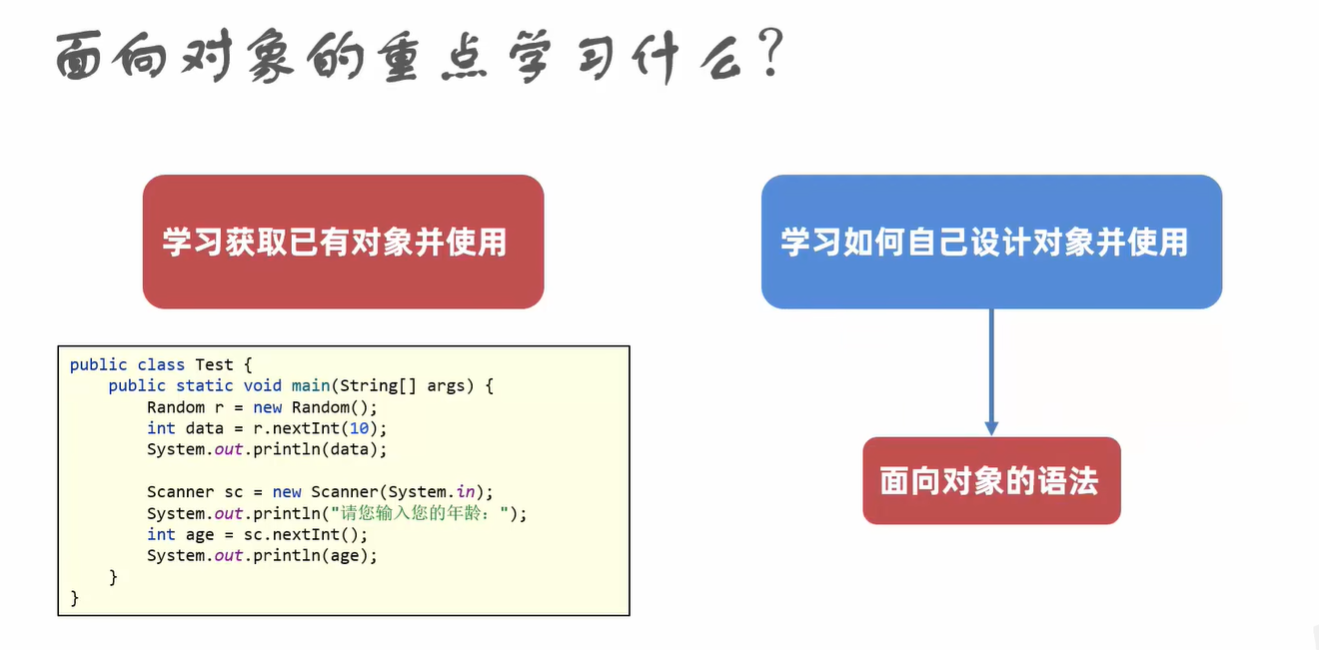 面向对象的重点学习什么?
学习获取已有对象并使用
学习如何自己设计对象并使用
public class Test {
    public static void main(String[] args) {
        Random r = new Random();
        int data = r.nextInt(10);
        System.out.println(data);

        Scanner sc = new Scanner(System.in);
        System.out.println("请您输入您的年龄：");
        int age = sc.nextInt();
        System.out.println(age);
    }
}
面向对象的语法